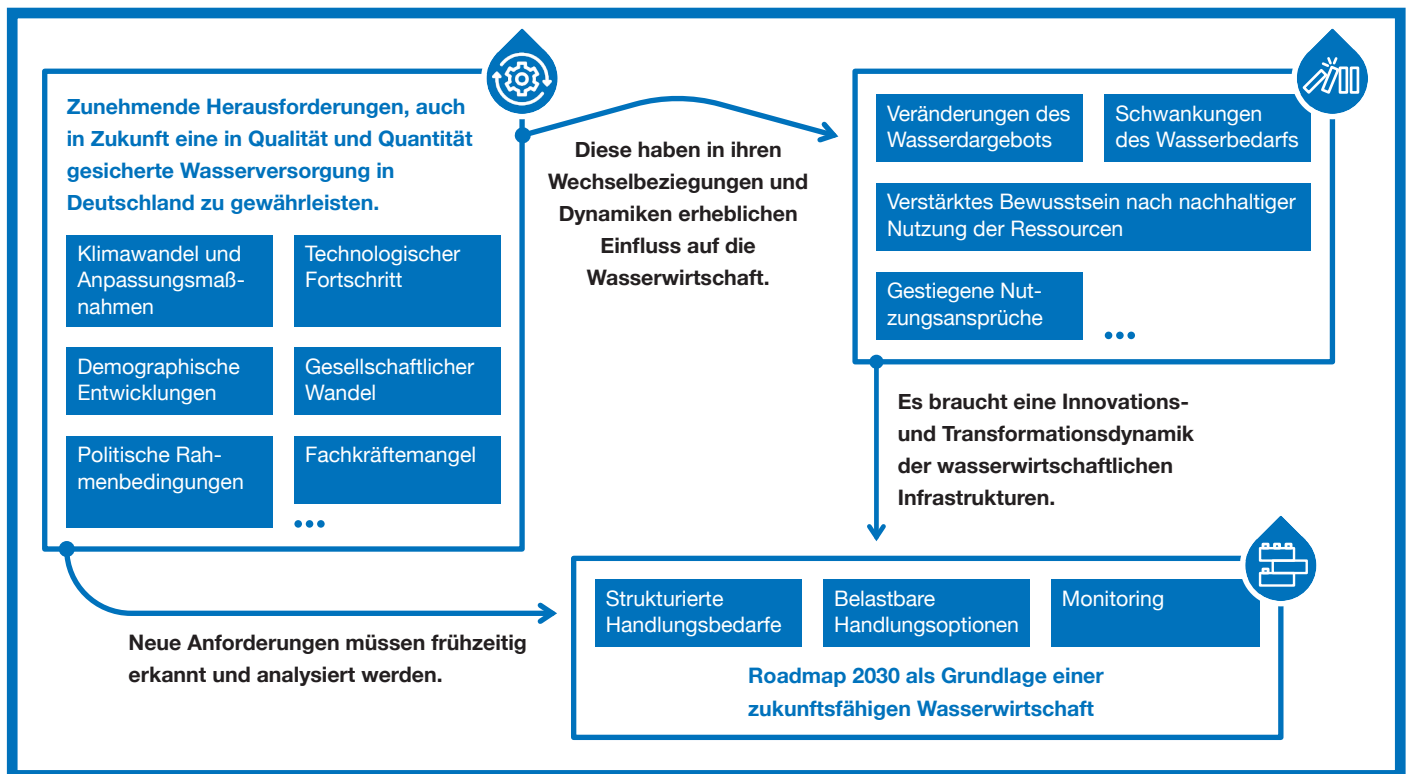 Zunehmende Herausforderungen, auch
in Zukunft eine in Qualität und Quantität
gesicherte Wasserversorgung in
Deutschland zu gewährleisten.
Klimawandel und
Anpassungsmaß-
nahmen
Technologischer
Fortschritt
Demographische
Entwicklungen
Gesellschaftlicher
Wandel
Politische Rah-
menbedingungen
Fachkräftemangel
...
Diese haben in ihren
Wechselbeziegungen und
Dynamiken erheblichen
Einfluss auf die
Wasserwirtschaft.
Veränderungen des
Wasserdargebots
Schwankungen
des Wasserbedarfs
Verstärktes Bewusstsein nach nachhaltiger
Nutzung der Ressourcen
Gestiegene Nut-
zungsansprüche
...
Es braucht eine Innovations-
und Transformationsdynamik
der wasserwirtschaftlichen
Infrastrukturen.
Neue Anforderungen müssen frühzeitig
erkannt und analysiert werden.
Strukturierte
Handlungsbedarfe
Belastbare
Handlungsoptionen
Monitoring
Roadmap 2030 als Grundlage einer
zukunftsfähigen Wasserwirtschaft